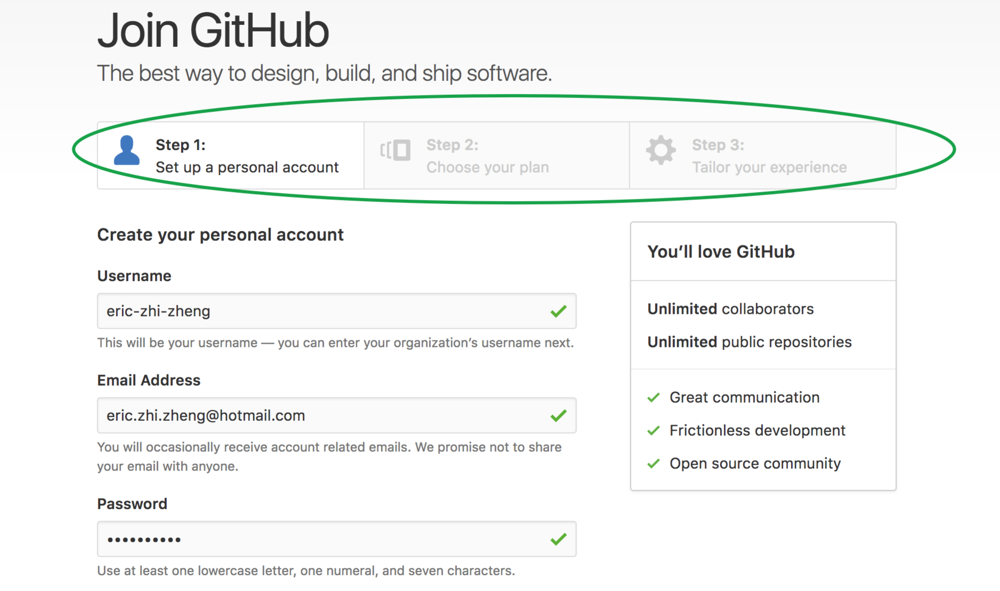 Join GitHub
The best way to design, build, and ship software.
Step 1:
Set up a personal account
Step 2:
Choose your plan
Step 3:
Tailor your experience
Create your personal account
Username
eric-zhi-zheng
This will be your username — you can enter your organization’s username next.
Email Address
eric.zhi.zheng@hotmail.com
You will occasionally receive account related emails. We promise not to share
your email with anyone.
Password
••••••••••
Use at least one lowercase letter, one numeral, and seven characters.
You’ll love GitHub
Unlimited collaborators
Unlimited public repositories
Great communication
Frictionless development
Open source community